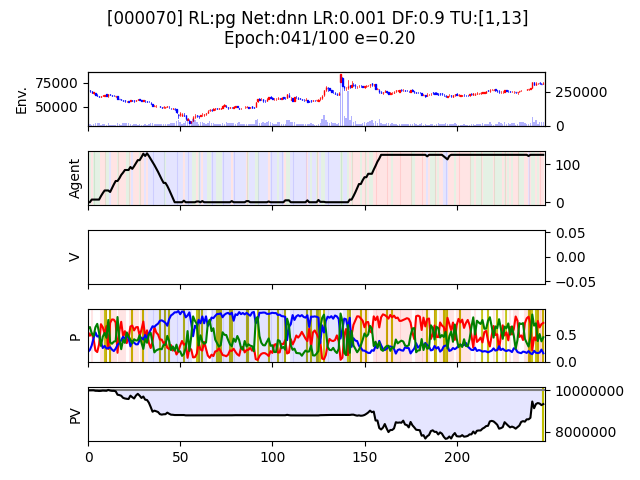 [000070] RL:pg Net:dnn LR:0.001 DF:0.9 TU:[1,13]
Epoch:041/100 e=0.20
Env.
75000
50000
250000
0
Agent
100
0
V
0.05
0.00
−0.05
P
0.5
0.0
PV
10000000
8000000
0
50
100
150
200